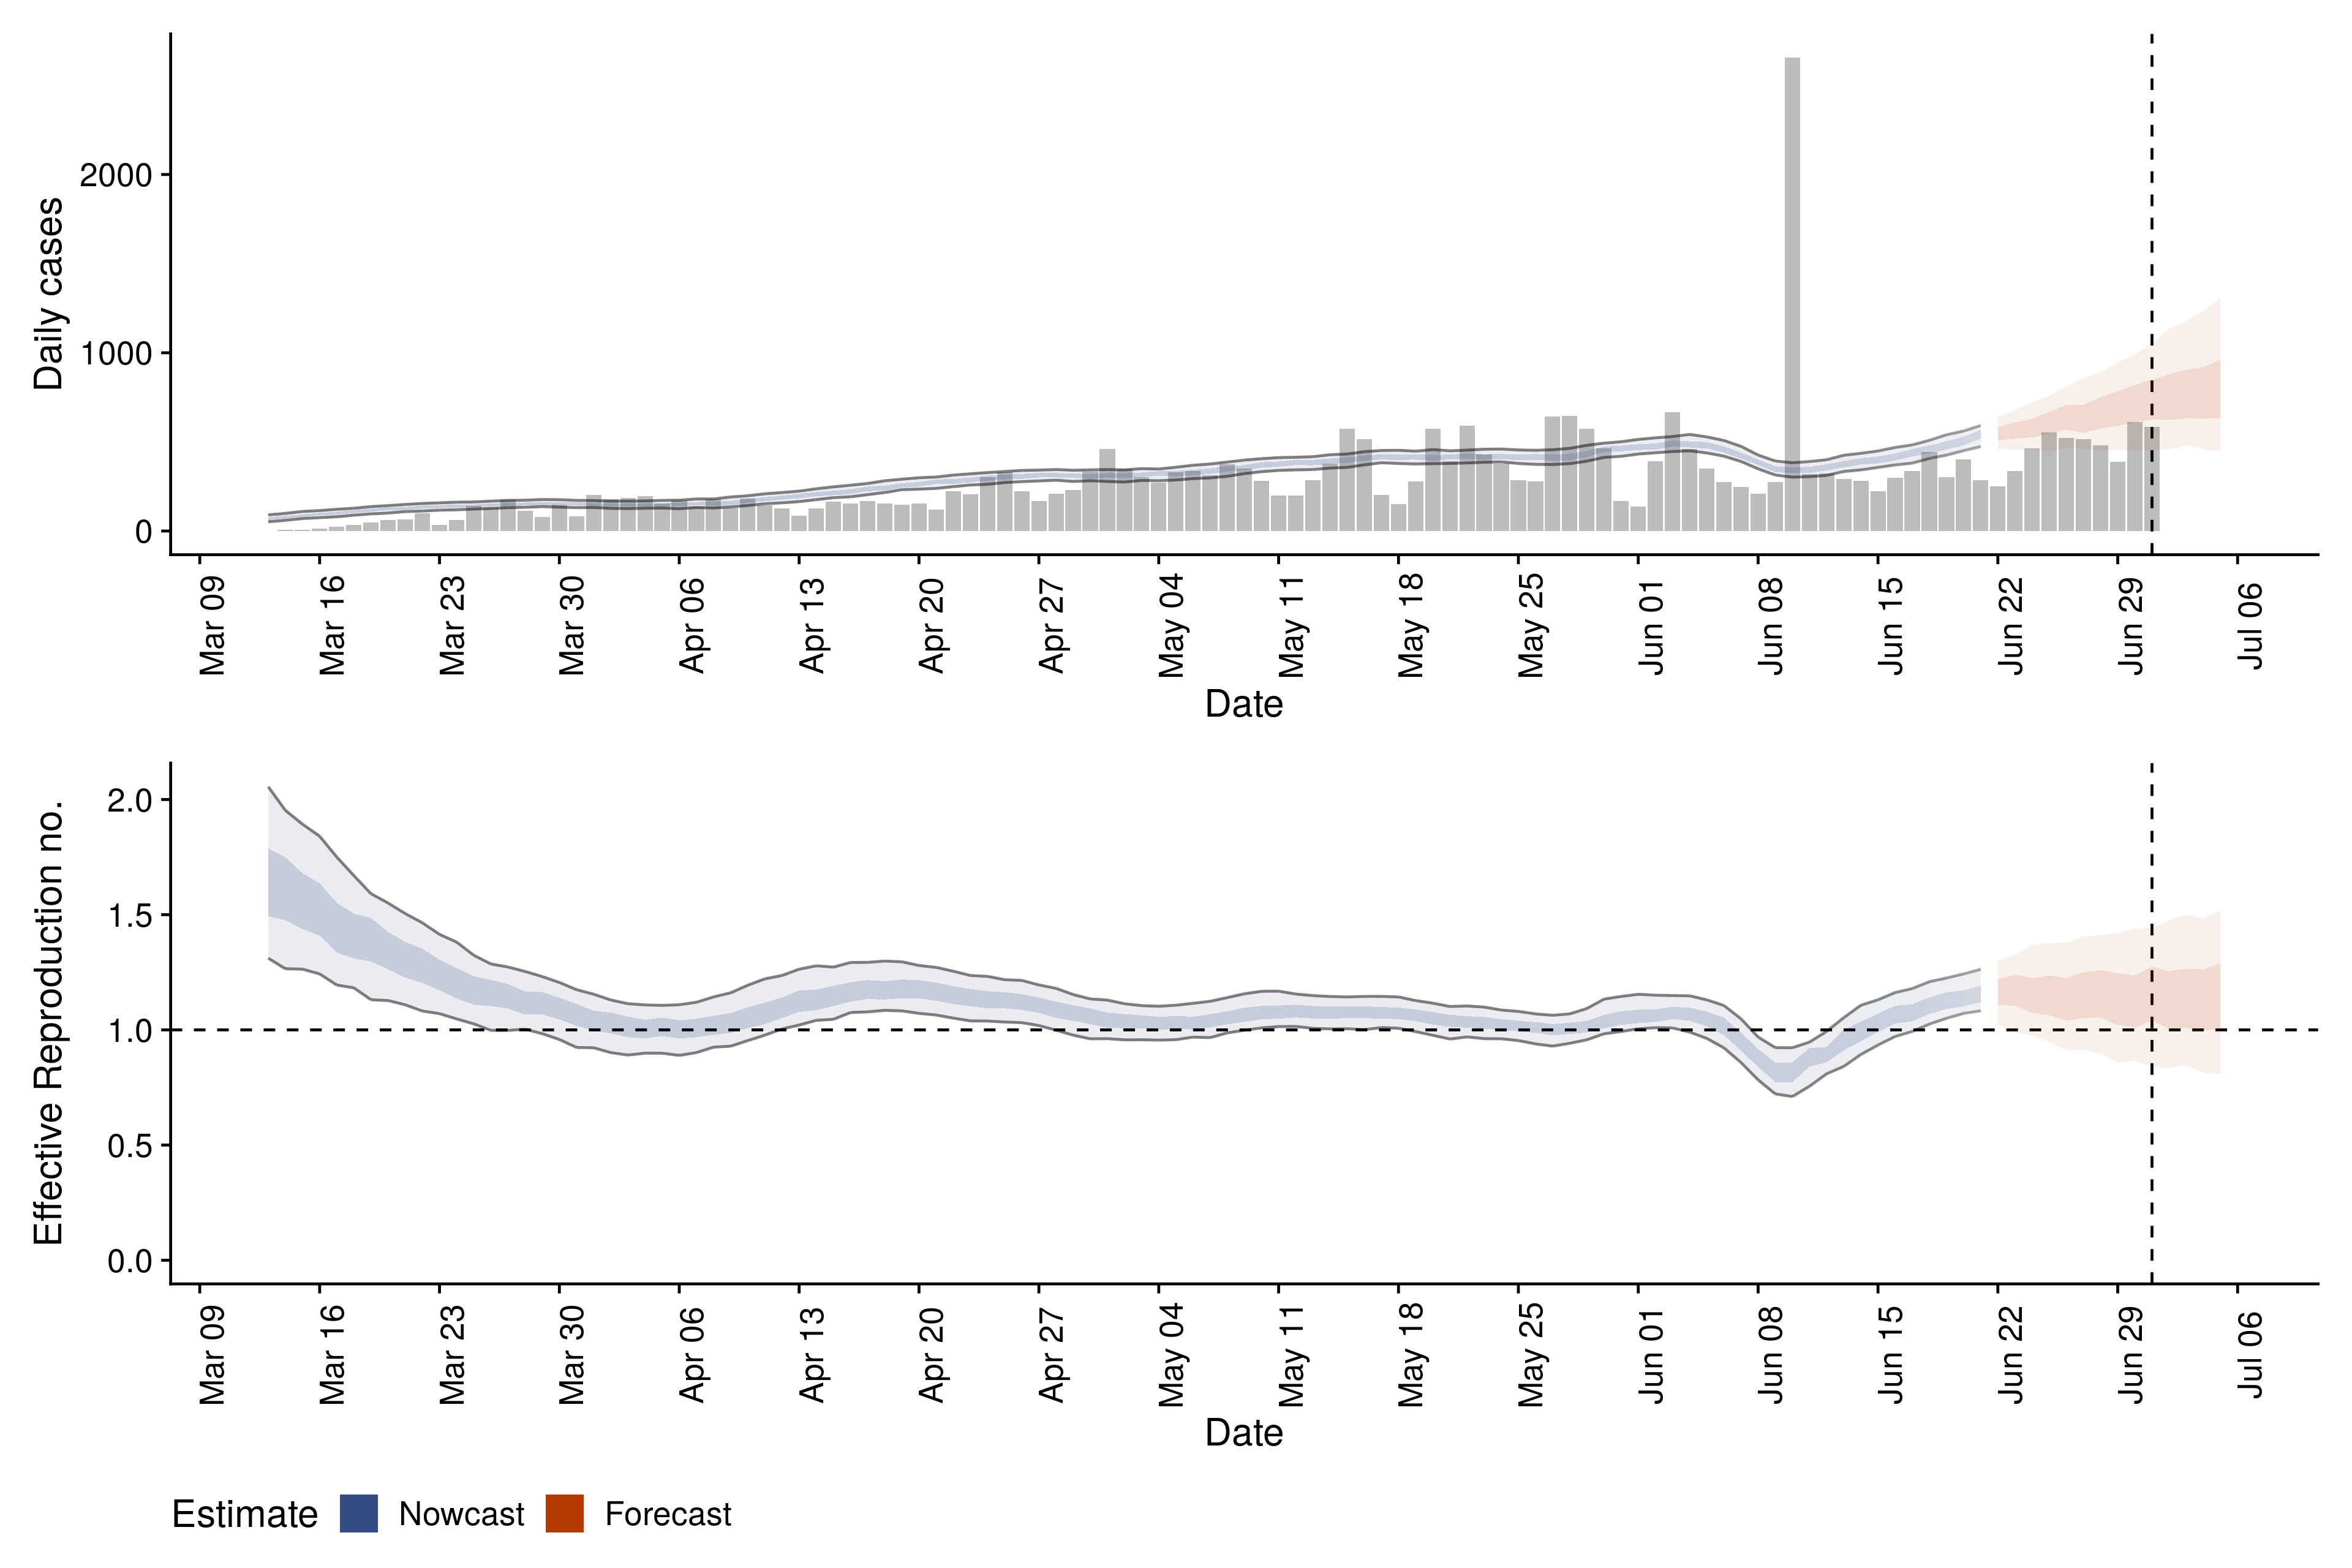 Daily cases
2000
1000
0
Mar 09
Mar 16
Mar 23
Mar 30
Apr 06
Apr 13
Apr 20
Apr 27
May 04
May 11
May 18
May 25
Jun 01
Jun 08
Jun 15
Jun 22
Jun 29
Jul 06
Date
Effective Reproduction no.
2.0
1.5
1.0
0.5
0.0
Mar 09
Mar 16
Mar 23
Mar 30
Apr 06
Apr 13
Apr 20
Apr 27
May 04
May 11
May 18
May 25
Jun 01
Jun 08
Jun 15
Jun 22
Jun 29
Jul 06
Date
Estimate Nowcast Forecast